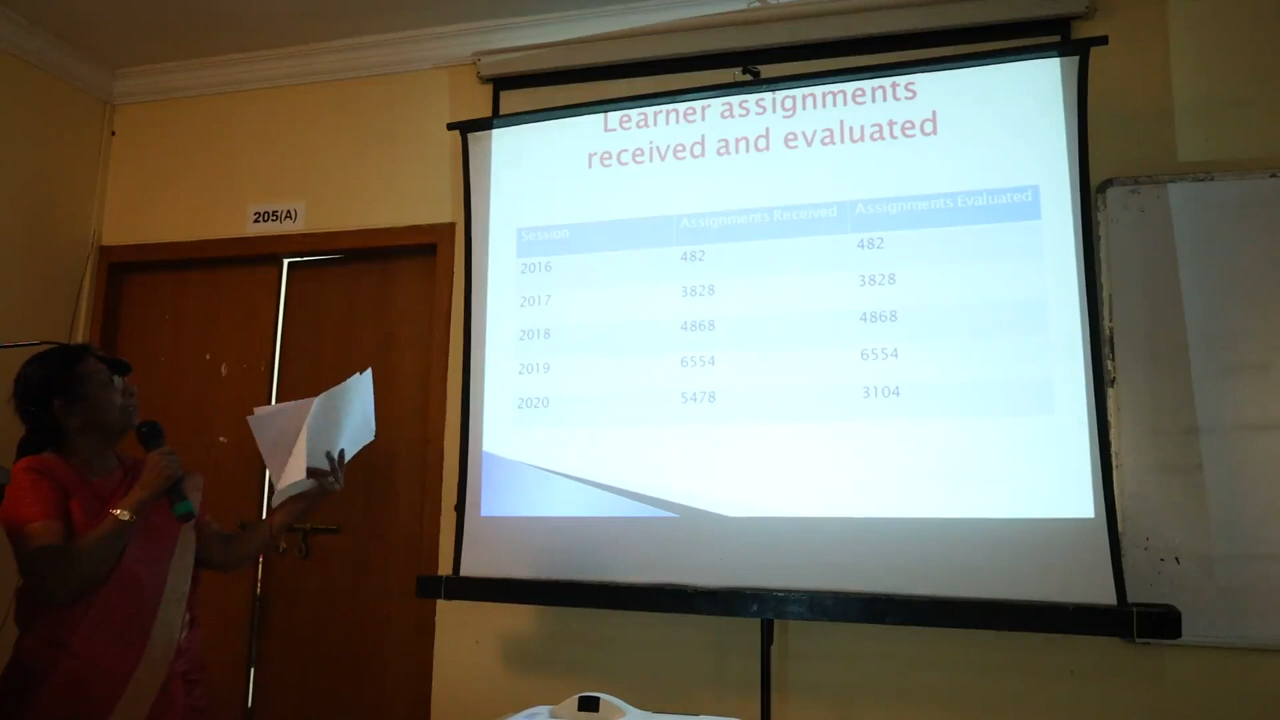 Learner assignments
received and evaluated
205(A)
Session Assignments Received Assignments Evaluated
2016 482 482
2017 3828 3828
2018 4868 4868
2019 6554 6554
2020 5478 3104